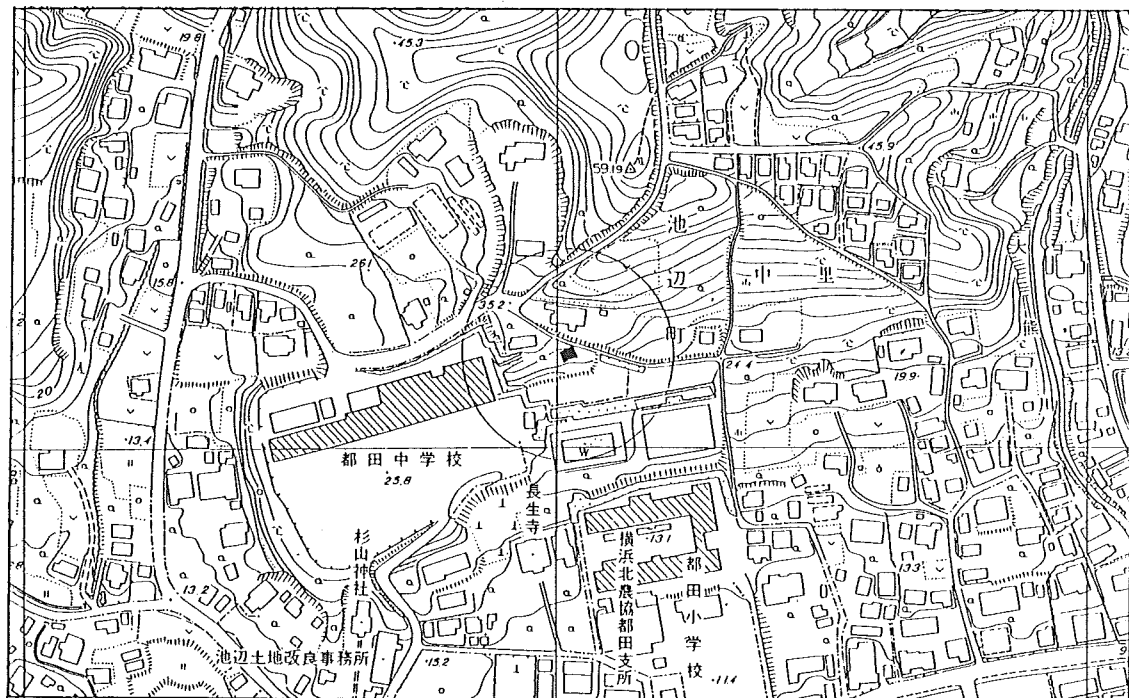 19.8
45.3
59.19
45.9
池辺町
中里
26.1
15.8
35.2
24.4
19.9
20
13.4
都田中学校
25.8
W
長生寺
杉山神社
横浜北農協都田支所
13.1
都田小学校
13.3
13.2
池辺土地改良事務所
15.2
11.4